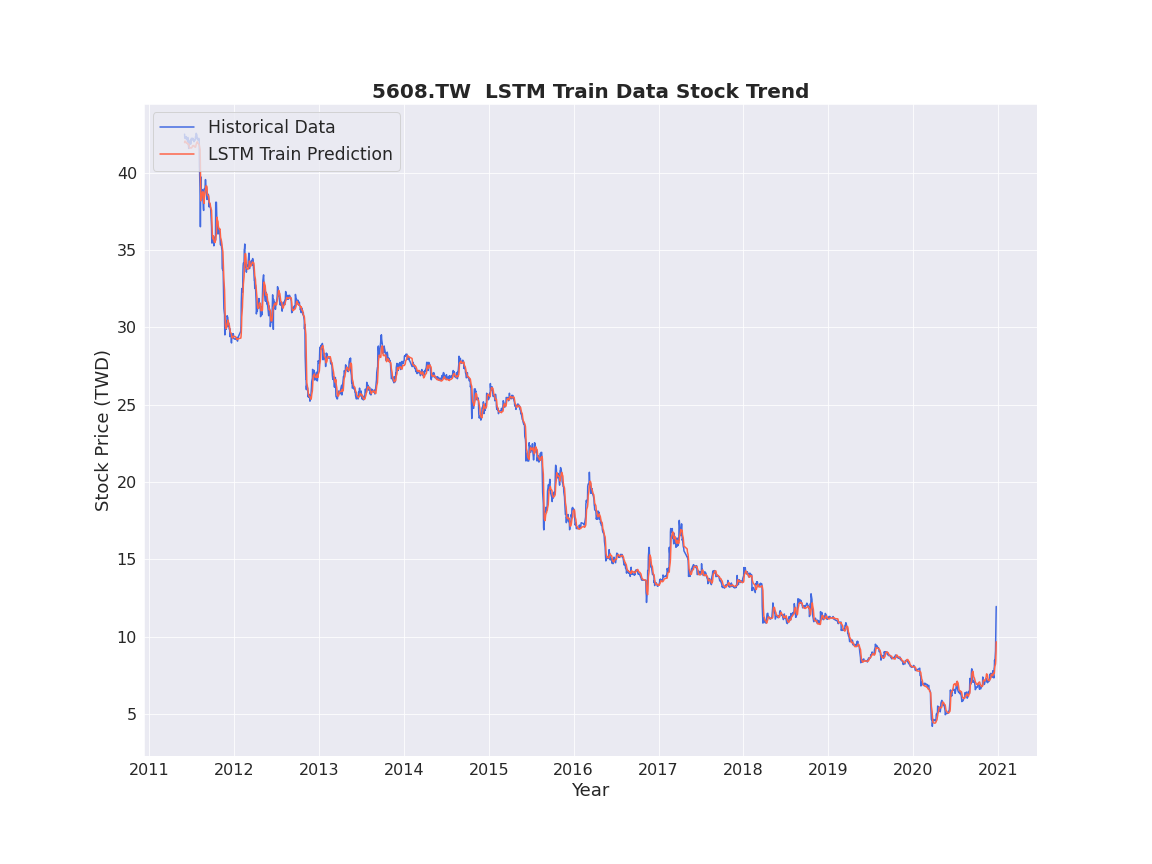 5608.TW  LSTM Train Data Stock Trend
Historical Data
LSTM Train Prediction
Stock Price (TWD)
40
35
30
25
20
15
10
5
2011 2012 2013 2014 2015 2016 2017 2018 2019 2020 2021
Year